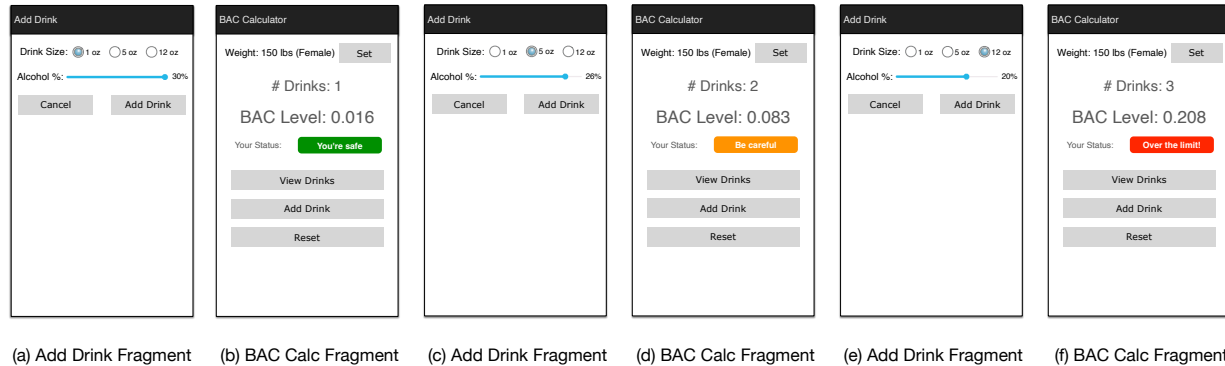 Add Drink
Drink Size: 1 oz 5 oz 12 oz
Alcohol %: 30%
Cancel Add Drink
BAC Calculator
Weight: 150 lbs (Female) Set
# Drinks: 1
BAC Level: 0.016
Your Status: You're safe
View Drinks
Add Drink
Reset
Add Drink
Drink Size: 1 oz 5 oz 12 oz
Alcohol %: 26%
Cancel Add Drink
BAC Calculator
Weight: 150 lbs (Female) Set
# Drinks: 2
BAC Level: 0.083
Your Status: Be careful
View Drinks
Add Drink
Reset
Add Drink
Drink Size: 1 oz 5 oz 12 oz
Alcohol %: 20%
Cancel Add Drink
BAC Calculator
Weight: 150 lbs (Female) Set
# Drinks: 3
BAC Level: 0.208
Your Status: Over the limit!
View Drinks
Add Drink
Reset
(a) Add Drink Fragment (b) BAC Calc Fragment (c) Add Drink Fragment (d) BAC Calc Fragment (e) Add Drink Fragment (f) BAC Calc Fragment